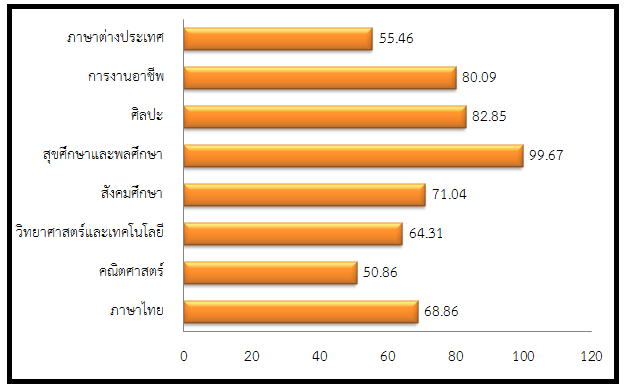 ภาษาต่างประเทศ 55.46
การงานอาชีพ 80.09
ศิลปะ 82.85
สุขศึกษาและพลศึกษา 99.67
สังคมศึกษา 71.04
วิทยาศาสตร์และเทคโนโลยี 64.31
คณิตศาสตร์ 50.86
ภาษาไทย 68.86
0 20 40 60 80 100 120